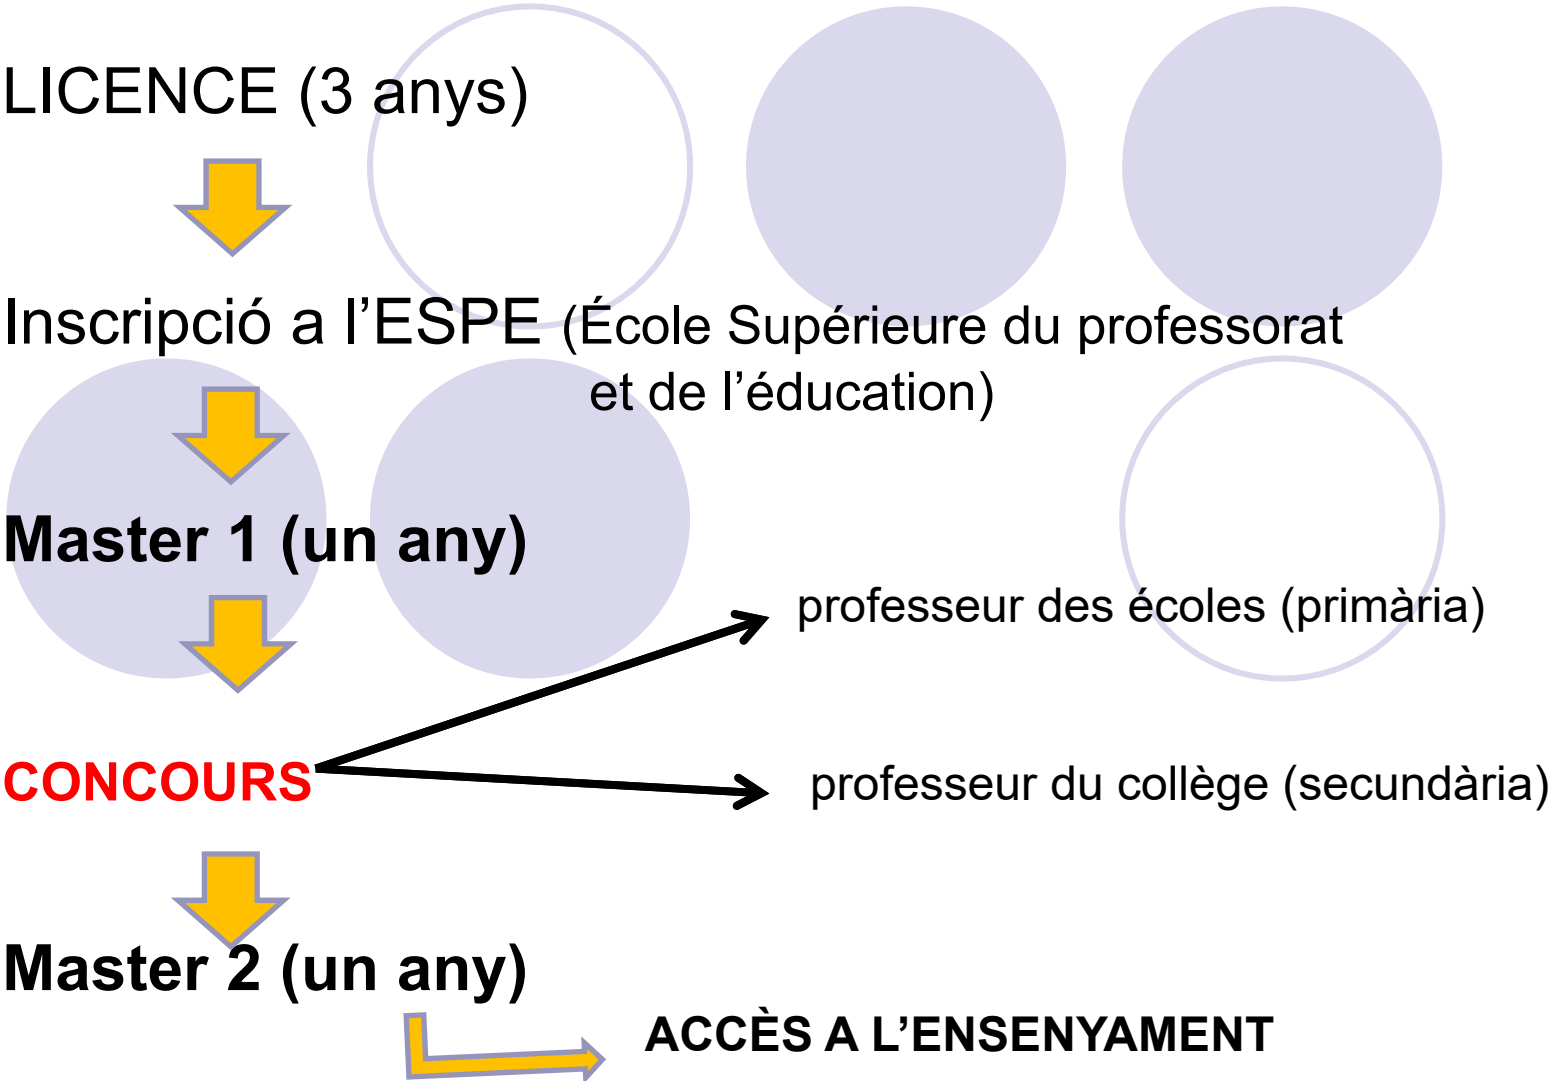 LICENCE (3 anys)
Inscripció a l’ESPE (École Supérieure du professorat
et de l’éducation)
Master 1 (un any)
professeur des écoles (primària)
CONCOURS
professeur du collège (secundària)
Master 2 (un any)
ACCÈS A L’ENSENYAMENT